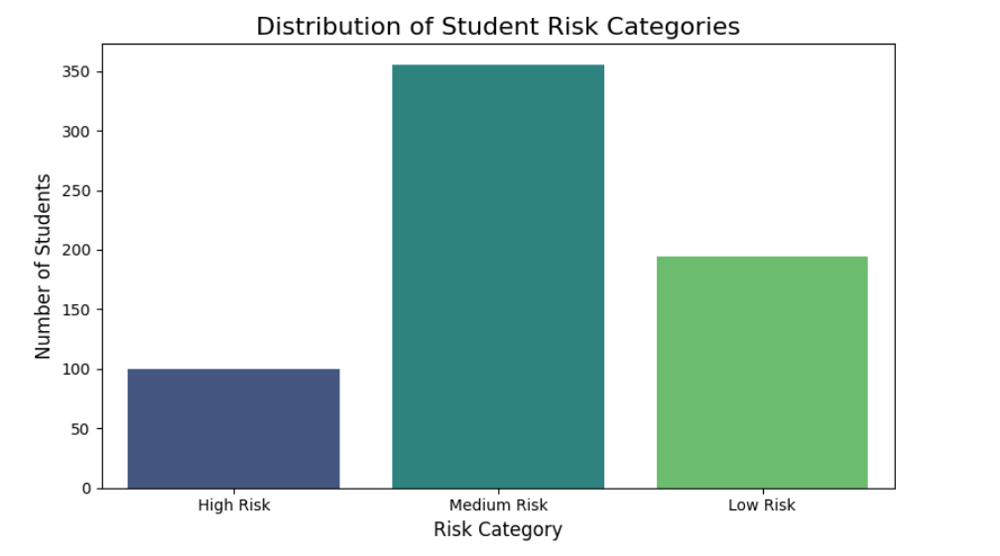 Distribution of Student Risk Categories
Number of Students
350
300
250
200
150
100
50
0
High Risk
Medium Risk
Low Risk
Risk Category